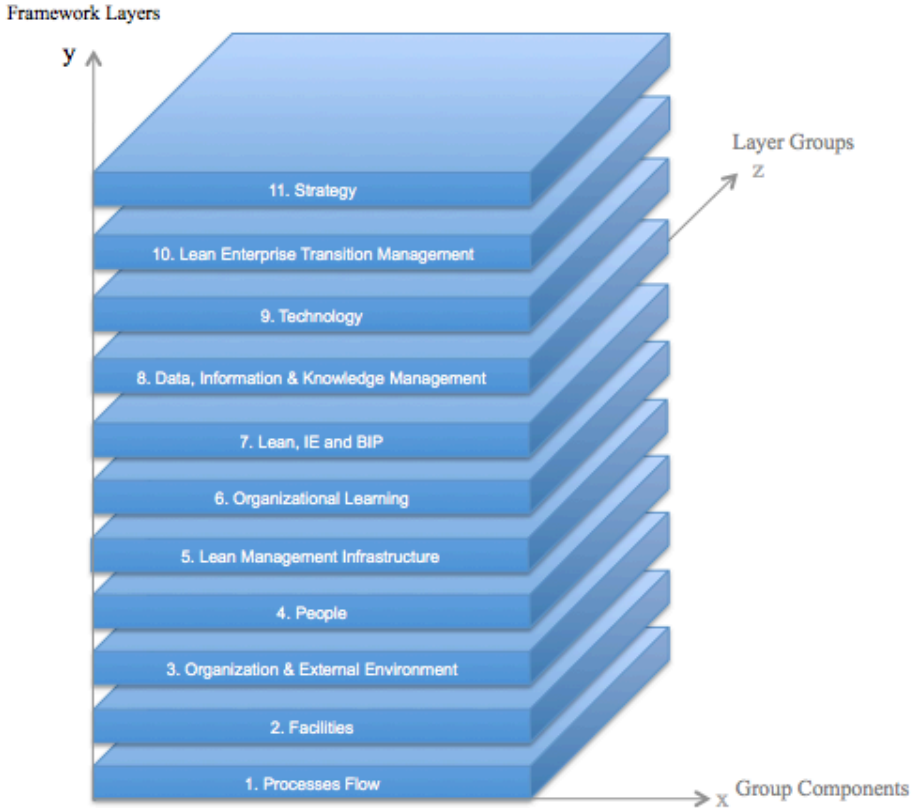 Framework Layers
y
Layer Groups
z
11. Strategy
10. Lean Enterprise Transition Management
9. Technology
8. Data, Information & Knowledge Management
7. Lean, IE and BIP
6. Organizational Learning
5. Lean Management Infrastructure
4. People
3. Organization & External Environment
2. Facilities
1. Processes Flow
x Group Components